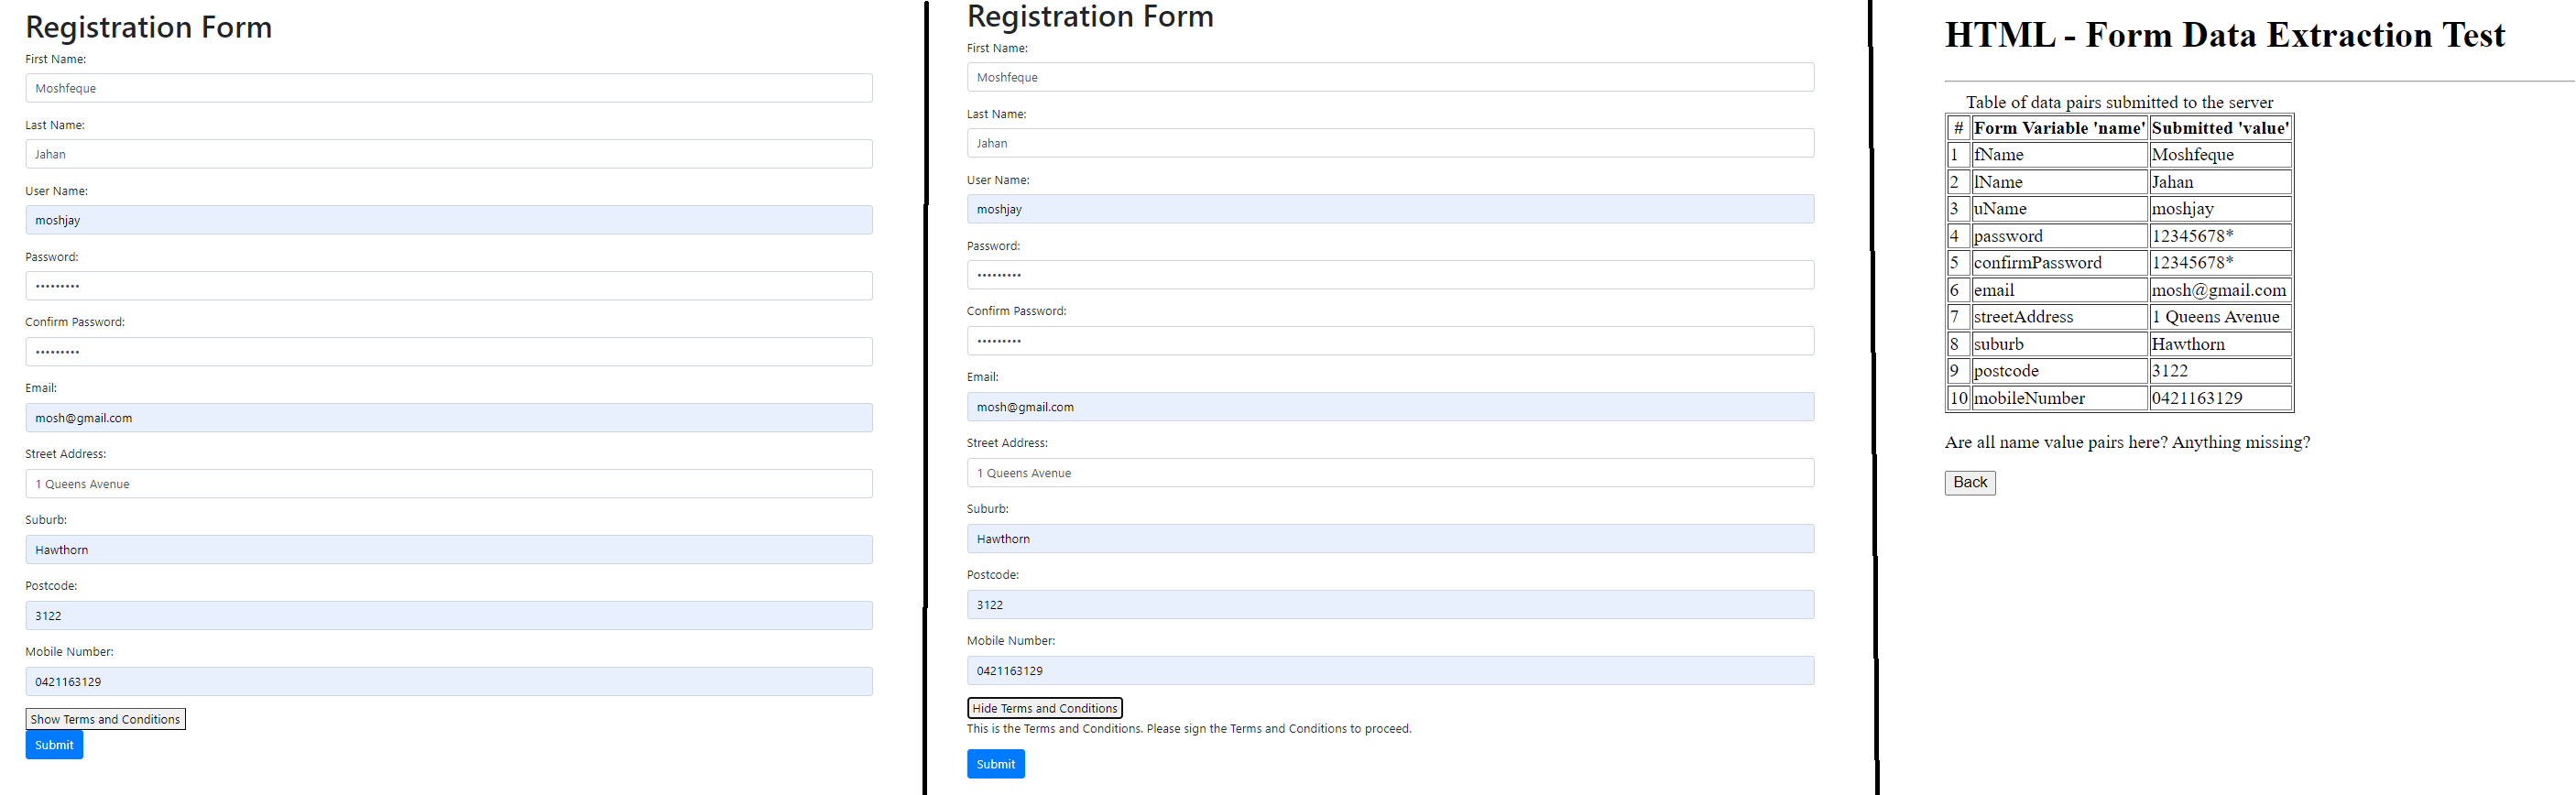 Registration Form
First Name:
Moshfeque
Last Name:
Jahan
User Name:
moshjay
Password:
•••••••••
Confirm Password:
•••••••••
Email:
mosh@gmail.com
Street Address:
1 Queens Avenue
Suburb:
Hawthorn
Postcode:
3122
Mobile Number:
0421163129
Show Terms and Conditions
Submit
Registration Form
First Name:
Moshfeque
Last Name:
Jahan
User Name:
moshjay
Password:
•••••••••
Confirm Password:
•••••••••
Email:
mosh@gmail.com
Street Address:
1 Queens Avenue
Suburb:
Hawthorn
Postcode:
3122
Mobile Number:
0421163129
Hide Terms and Conditions
This is the Terms and Conditions. Please sign the Terms and Conditions to proceed.
Submit
HTML - Form Data Extraction Test
Table of data pairs submitted to the server
# Form Variable 'name' Submitted 'value'
1 fName Moshfeque
2 lName Jahan
3 uName moshjay
4 password 12345678*
5 confirmPassword 12345678*
6 email mosh@gmail.com
7 streetAddress 1 Queens Avenue
8 suburb Hawthorn
9 postcode 3122
10 mobileNumber 0421163129
Are all name value pairs here? Anything missing?
Back